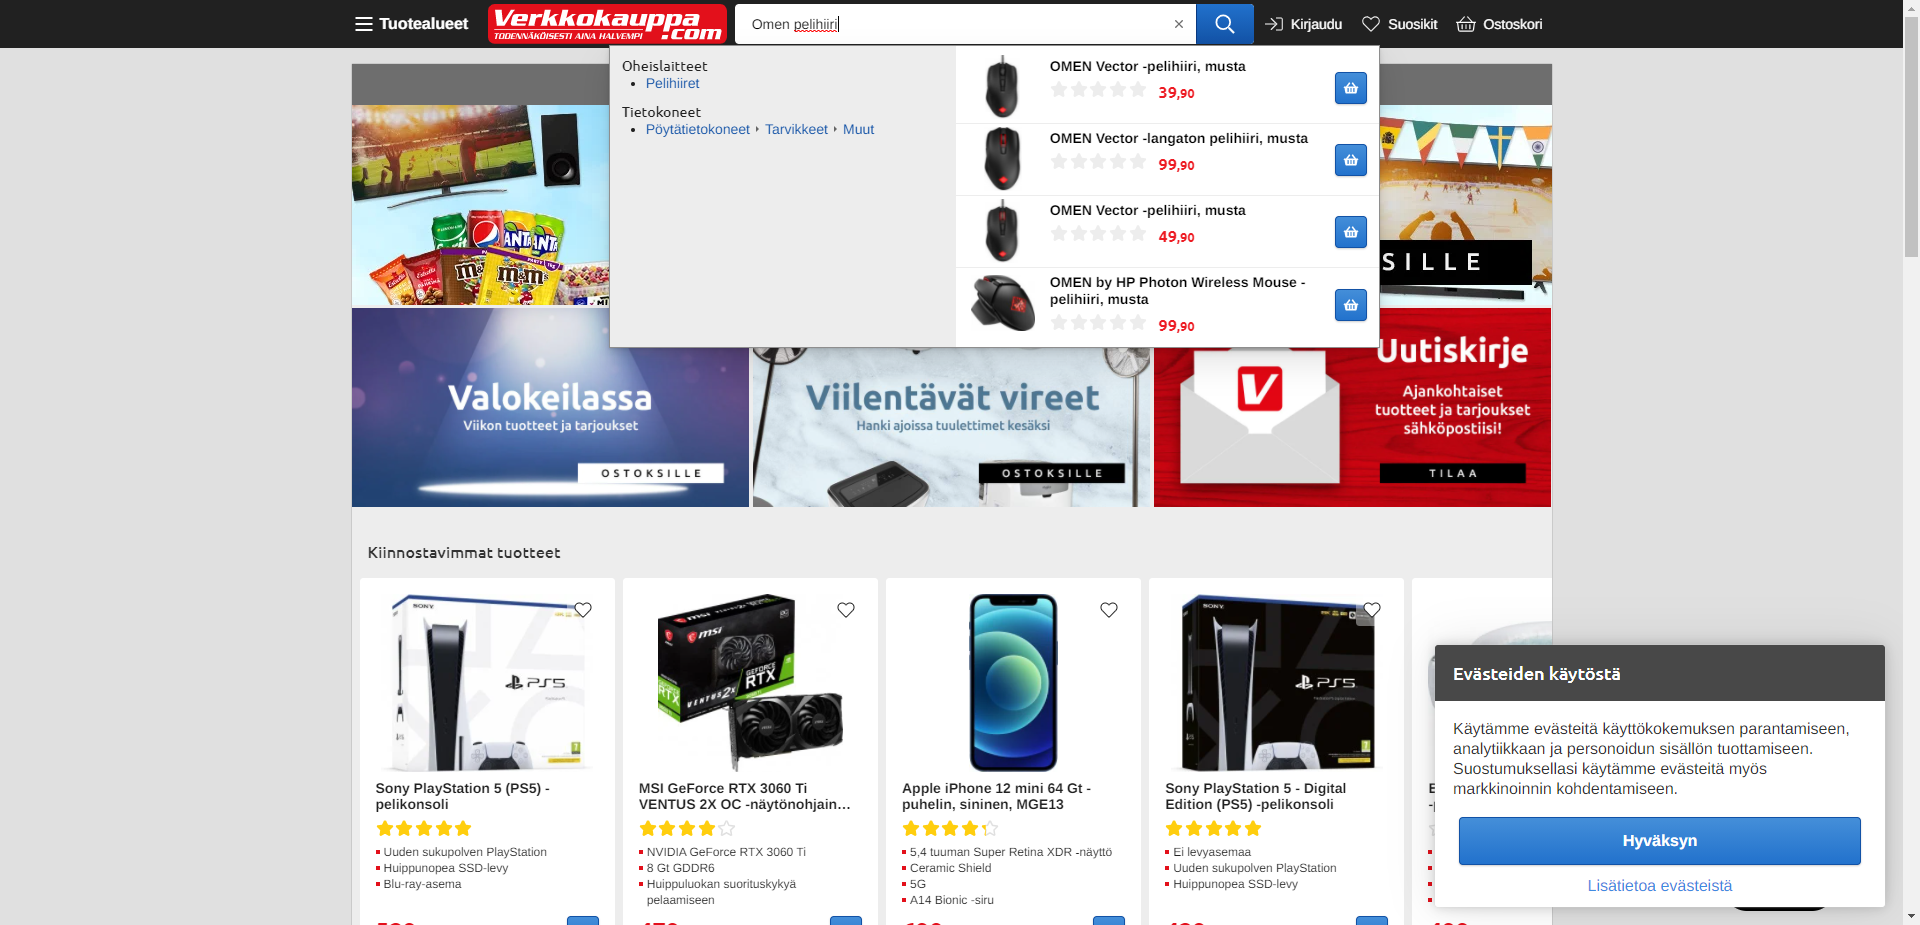 Tuotealueet
Verkkokauppa
.com
TODENNÄKÖISESTI AINA HALVEMPI
Omen pelihiiri
Kirjaudu
Suosikit
Ostoskori
Oheislaitteet
Pelihiiret
Tietokoneet
Pöytätietokoneet
Tarvikkeet
Muut
OMEN Vector -pelihiiri, musta
39,90
OMEN Vector -langaton pelihiiri, musta
99,90
OMEN Vector -pelihiiri, musta
49,90
OMEN by HP Photon Wireless Mouse -
pelihiiri, musta
99,90
SILLE
Valokeilassa
Viikon tuotteet ja tarjoukset
OSTOKSILLE
Viilentävät vireet
Hanki ajoissa tuulettimet kesäksi
OSTOKSILLE
Uutiskirje
Ajankohtaiset
tuotteet ja tarjoukset
sähköpostiisi!
TILAA
Kiinnostavimmat tuotteet
Sony PlayStation 5 (PS5) -
pelikonsoli
Uuden sukupolven PlayStation
Huippunopea SSD-levy
Blu-ray-asema
MSI GeForce RTX 3060 Ti
VENTUS 2X OC -näytönohjain…
NVIDIA GeForce RTX 3060 Ti
8 Gt GDDR6
Huippuluokan suorituskykyä
pelaamiseen
Apple iPhone 12 mini 64 Gt -
puhelin, sininen, MGE13
5,4 tuuman Super Retina XDR -näyttö
Ceramic Shield
5G
A14 Bionic -siru
Sony PlayStation 5 - Digital
Edition (PS5) -pelikonsoli
Ei levyasemaa
Uuden sukupolven PlayStation
Huippunopea SSD-levy
Evästeiden käytöstä
Käytämme evästeitä käyttökokemuksen parantamiseen,
analytiikkaan ja personoidun sisällön tuottamiseen.
Suostumuksellasi käytämme evästeitä myös
markkinoinnin kohdentamiseen.
Hyväksyn
Lisätietoa evästeistä